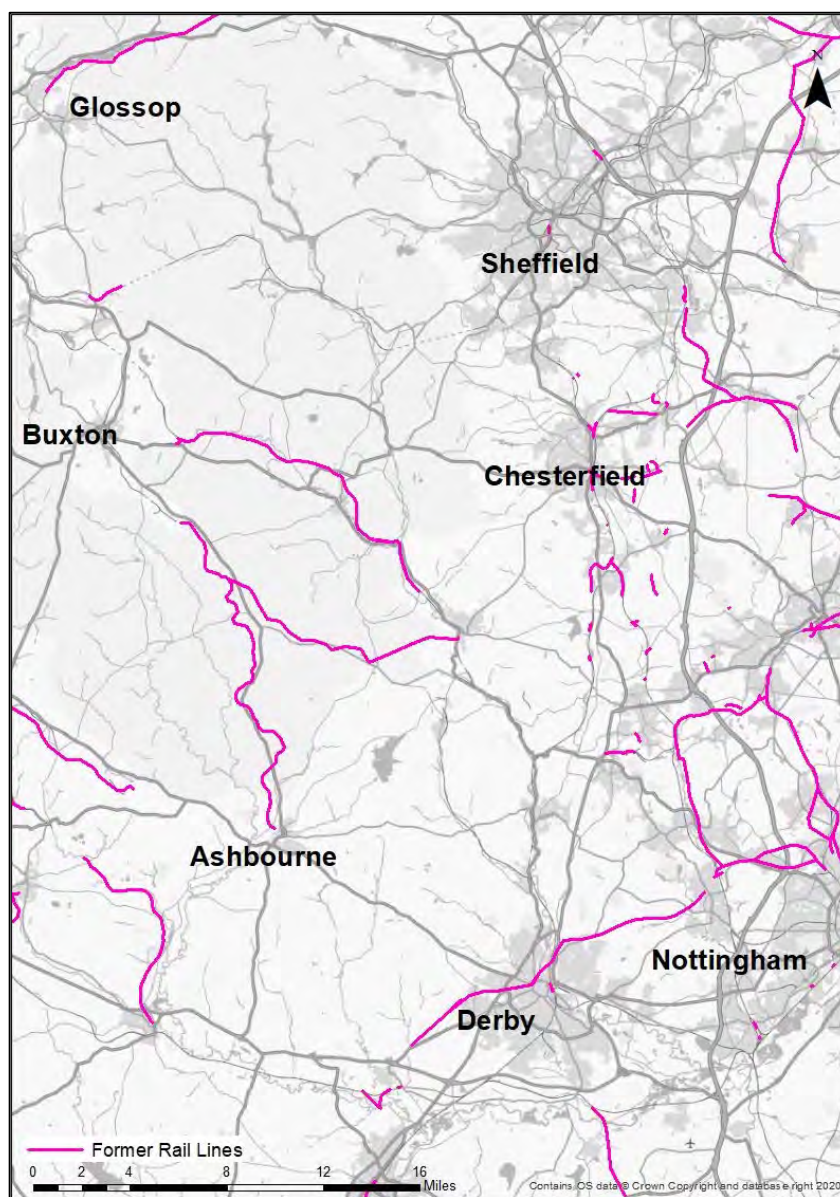 N
Glossop
Sheffield
Buxton
Chesterfield
Ashbourne
Nottingham
Derby
Former Rail Lines
0 2 4 8 12 16
Miles
Contains OS data © Crown Copyright and database right